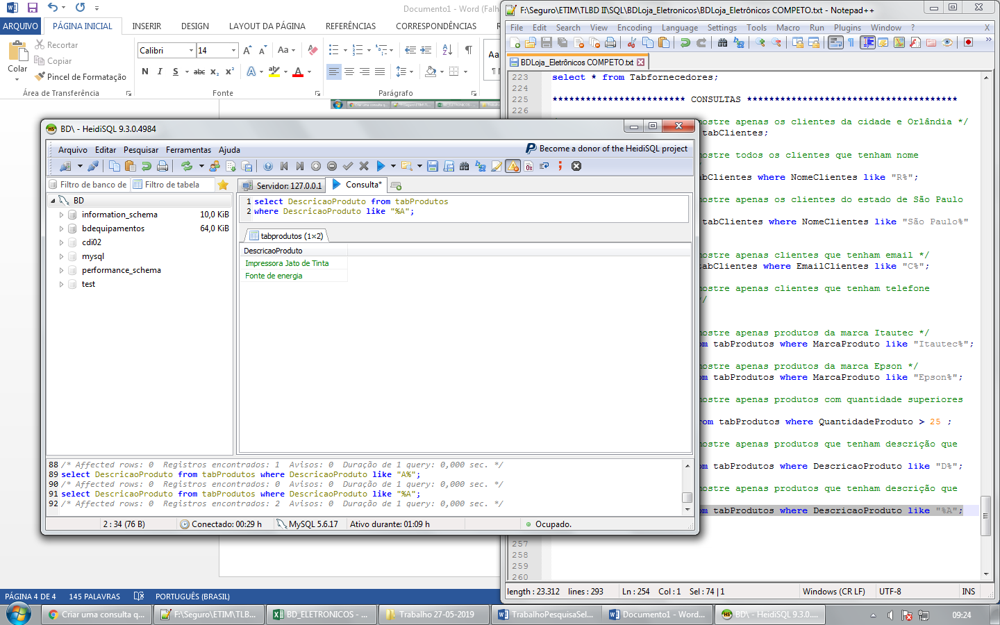 Documento1 - Word (Falh
ARQUIVO
PÁGINA INICIAL
INSERIR
DESIGN
LAYOUT DA PÁGINA
REFERÊNCIAS
CORRESPONDÊNCIAS
Colar
Recortar
Copiar
Pincel de Formatação
Área de Transferência
Calibri
14
Fonte
Parágrafo
F:\Seguro\ETIM\TLBD II\SQL\BDLoja_Eletronicos\BDLoja_Eletrônicos COMPETO.txt - Notepad++
File Edit Search View Encoding Language Settings Tools Macro Run Plugins Window ? X
BDLoja_Eletrônicos COMPETO.txt
223 select * from Tabfornecedores;
224
225 ************************ CONSULTAS **************************************
226
mostre apenas os clientes da cidade e Orlândia */
tabClientes;
mostre todos os clientes que tenham nome
abClientes where NomeClientes like "R%";
mostre apenas os clientes do estado de São Paulo
tabClientes where NomeClientes like "São Paulo%"
mostre apenas clientes que tenham email */
tabClientes where EmailClientes like "C%";
mostre apenas clientes que tenham telefone
*/
mostre apenas produtos da marca Itautec */
om tabProdutos where MarcaProduto like "Itautec%";
mostre apenas produtos da marca Epson */
om tabProdutos where MarcaProduto like "Epson%";
mostre apenas produtos com quantidade superiores
rom tabProdutos where QuantidadeProduto > 25 ;
mostre apenas produtos que tenham descrição que
om tabProdutos where DescricaoProduto like "D%";
mostre apenas produtos que tenham descrição que
om tabProdutos where DescricaoProduto like "%A";
257
258
259
260
length : 23.312 lines : 293 Ln : 254 Col : 1 Sel : 74 | 1 Windows (CR LF) UTF-8 INS
BD\ - HeidiSQL 9.3.0.4984
Arquivo Editar Pesquisar Ferramentas Ajuda
Become a donor of the HeidiSQL project
Filtro de banco de
Filtro de tabela
Servidor: 127.0.0.1
Consulta*
BD
information_schema 10,0 KiB
bdequipamentos 64,0 KiB
cdi02
mysql
performance_schema
test
1 select DescricaoProduto from tabProdutos
2 where DescricaoProduto like "%A";
tabprodutos (1×2)
DescricaoProduto
Impressora Jato de Tinta
Fonte de energia
88 /* Affected rows: 0 Registros encontrados: 1 Avisos: 0 Duração de 1 query: 0,000 sec. */
89 select DescricaoProduto from tabProdutos where DescricaoProduto like "A%";
90 /* Affected rows: 0 Registros encontrados: 0 Avisos: 0 Duração de 1 query: 0,000 sec. */
91 select DescricaoProduto from tabProdutos where DescricaoProduto like "%A";
92 /* Affected rows: 0 Registros encontrados: 2 Avisos: 0 Duração de 1 query: 0,000 sec. */
2 : 34 (76 B) Conectado: 00:29 h MySQL 5.6.17 Ativo durante: 01:09 h Ocupado.
PÁGINA 4 DE 4 145 PALAVRAS PORTUGUÊS (BRASIL)
Criar uma consulta q...
F:\Seguro\ETIM\TLB...
BD_ELETRONICOS - ...
Trabalho 27-05-2019
TrabalhoPesquisaSel...
Documento1 - Word...
BD\ - HeidiSQL 9.3.0....
09:24